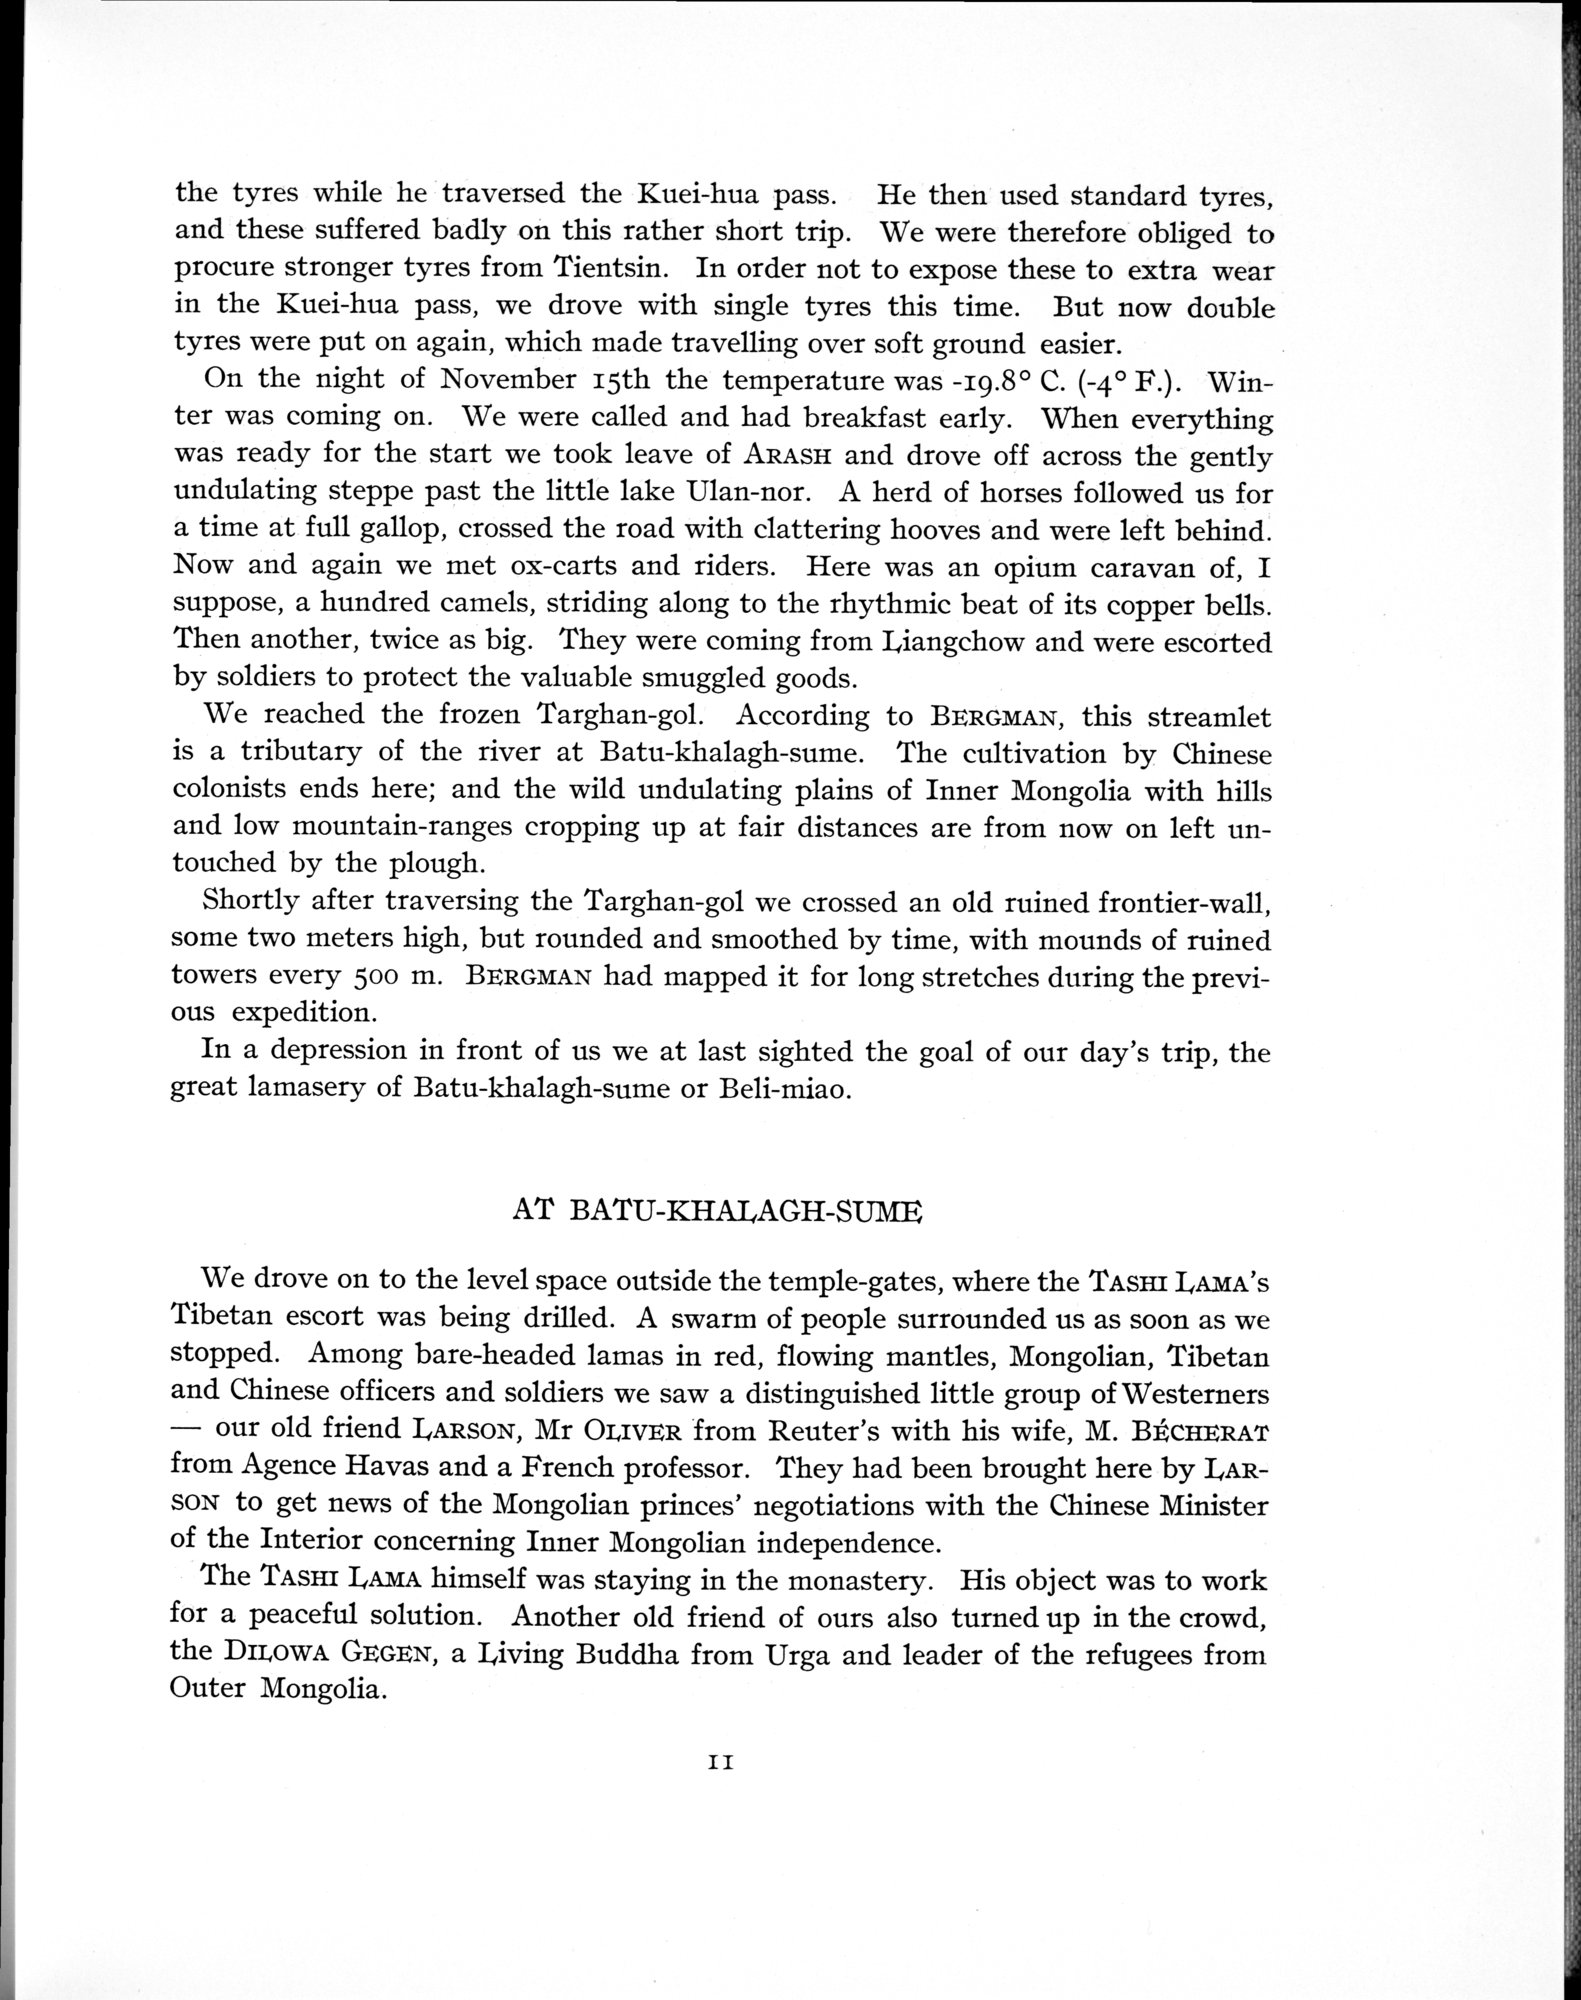 the tyres while he traversed the Kuei-hua pass. He then used standard tyres,
and these suffered badly on this rather short trip. We were therefore obliged to
procure stronger tyres from Tientsin. In order not to expose these to extra wear
in the Kuei-hua pass, we drove with single tyres this time. But now double
tyres were put on again, which made travelling over soft ground easier.
On the night of November 15th the temperature was -19.8° C. (-4° F.). Win-
ter was coming on. We were called and had breakfast early. When everything
was ready for the start we took leave of ARASH and drove off across the gently
undulating steppe past the little lake Ulan-nor. A herd of horses followed us for
a time at full gallop, crossed the road with clattering hooves and were left behind.
Now and again we met ox-carts and riders. Here was an opium caravan of, I
suppose, a hundred camels, striding along to the rhythmic beat of its copper bells.
Then another, twice as big. They were coming from Liangchow and were escorted
by soldiers to protect the valuable smuggled goods.
We reached the frozen Targhan-gol. According to BERGMAN, this streamlet
is a tributary of the river at Batu-khalagh-sume. The cultivation by Chinese
colonists ends here; and the wild undulating plains of Inner Mongolia with hills
and low mountain-ranges cropping up at fair distances are from now on left un-
touched by the plough.
Shortly after traversing the Targhan-gol we crossed an old ruined frontier-wall,
some two meters high, but rounded and smoothed by time, with mounds of ruined
towers every 500 m. BERGMAN had mapped it for long stretches during the previ-
ous expedition.
In a depression in front of us we at last sighted the goal of our day's trip, the
great lamasery of Batu-khalagh-sume or Beli-miao.
AT BATU-KHALAGH-SUME
We drove on to the level space outside the temple-gates, where the TASHI LAMA's
Tibetan escort was being drilled. A swarm of people surrounded us as soon as we
stopped. Among bare-headed lamas in red, flowing mantles, Mongolian, Tibetan
and Chinese officers and soldiers we saw a distinguished little group of Westerners
— our old friend LARSON, Mr OLIVER from Reuter's with his wife, M. BÉCHERAT
from Agence Havas and a French professor. They had been brought here by LAR-
SON to get news of the Mongolian princes' negotiations with the Chinese Minister
of the Interior concerning Inner Mongolian independence.
The TASHI LAMA himself was staying in the monastery. His object was to work
for a peaceful solution. Another old friend of ours also turned up in the crowd,
the DILOWA GEGEN, a Living Buddha from Urga and leader of the refugees from
Outer Mongolia.
11